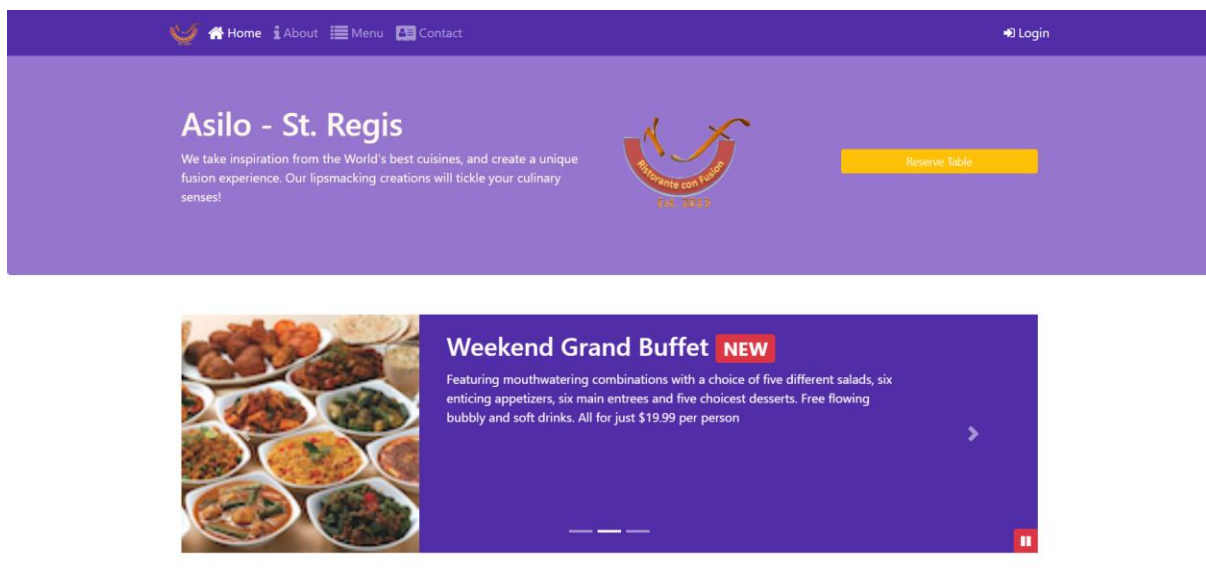 Home About Menu Contact Login
Asilo - St. Regis
We take inspiration from the World's best cuisines, and create a unique
fusion experience. Our lipsmacking creations will tickle your culinary
senses!
Ristorante con Fusion
Reserve Table
Weekend Grand Buffet NEW
Featuring mouthwatering combinations with a choice of five different salads, six
enticing appetizers, six main entrees and five choicest desserts. Free flowing
bubbly and soft drinks. All for just $19.99 per person